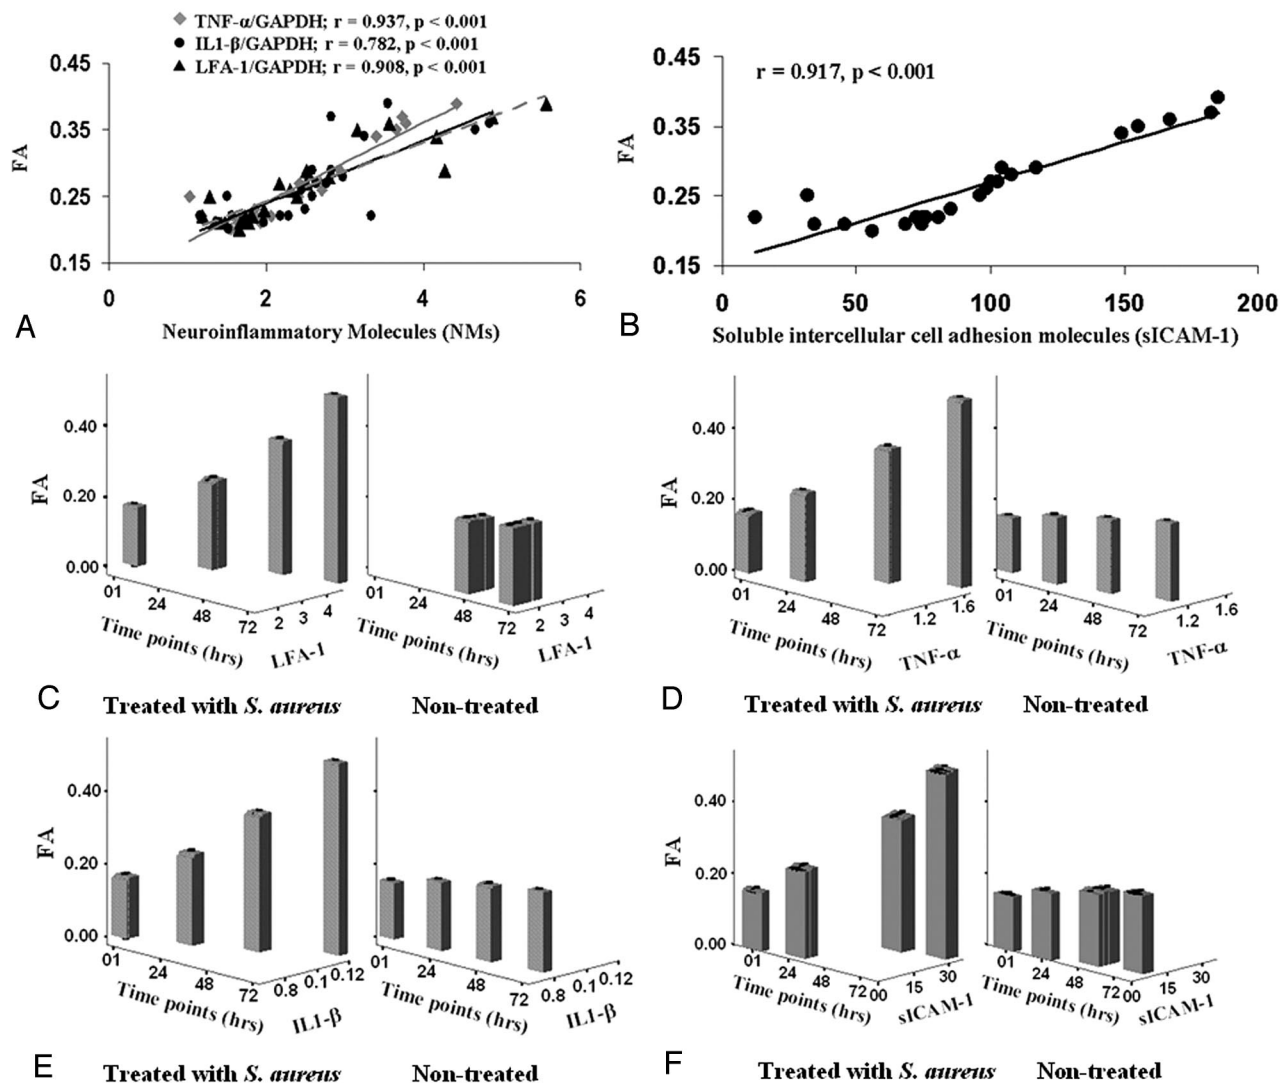 TNF-α/GAPDH; r = 0.937, p < 0.001
IL1-β/GAPDH; r = 0.782, p < 0.001
LFA-1/GAPDH; r = 0.908, p < 0.001
0.45
0.35
0.25
0.15
FA
0 2 4 6
A Neuroinflammatory Molecules (NMs)
r = 0.917, p < 0.001
0.45
0.35
0.25
0.15
FA
0 50 100 150 200
B Soluble intercellular cell adhesion molecules (sICAM-1)
FA
0.40
0.20
0.00
01 24 48 72 2 3 4
Time points (hrs) LFA-1
01 24 48 72 2 3 4
Time points (hrs) LFA-1
C Treated with S. aureus Non-treated
FA
0.40
0.20
0.00
01 24 48 72 1.2 1.6
Time points (hrs) TNF-α
01 24 48 72 1.2 1.6
Time points (hrs) TNF-α
D Treated with S. aureus Non-treated
FA
0.40
0.20
0.00
01 24 48 72 0.8 0.1 0.12
Time points (hrs) IL1-β
01 24 48 72 0.8 0.1 0.12
Time points (hrs) IL1-β
E Treated with S. aureus Non-treated
FA
0.40
0.20
0.00
01 24 48 72 00 15 30
Time points (hrs) sICAM-1
01 24 48 72 00 15 30
Time points (hrs) sICAM-1
F Treated with S. aureus Non-treated